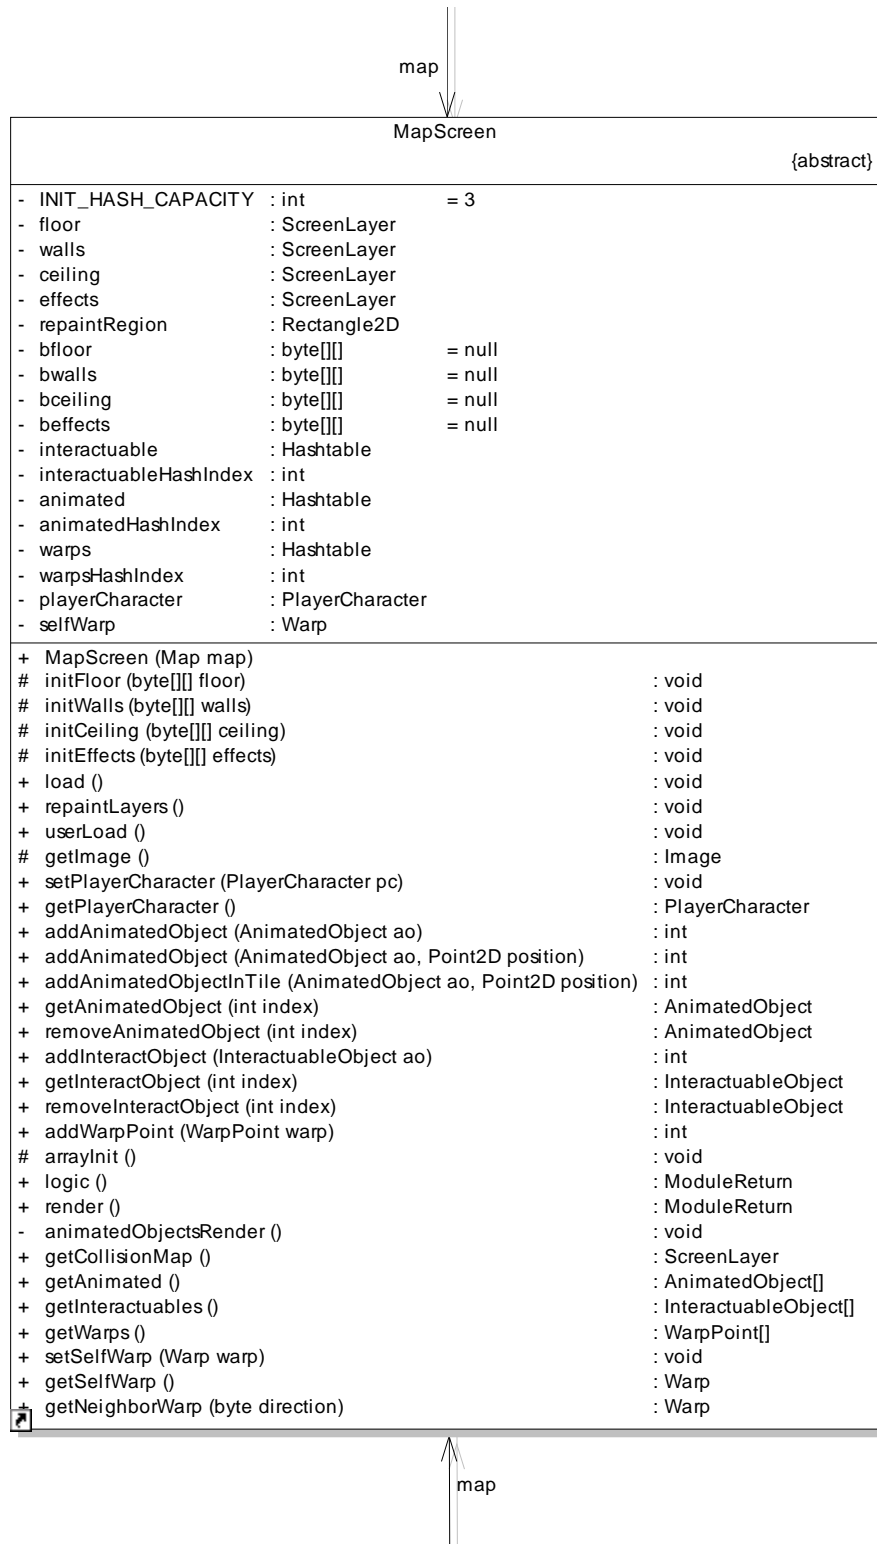 map
MapScreen
{abstract}
- INIT_HASH_CAPACITY : int = 3
- floor : ScreenLayer
- walls : ScreenLayer
- ceiling : ScreenLayer
- effects : ScreenLayer
- repaintRegion : Rectangle2D
- bfloor : byte[][] = null
- bwalls : byte[][] = null
- bceiling : byte[][] = null
- beffects : byte[][] = null
- interactuable : Hashtable
- interactuableHashIndex : int
- animated : Hashtable
- animatedHashIndex : int
- warps : Hashtable
- warpsHashIndex : int
- playerCharacter : PlayerCharacter
- selfWarp : Warp
+ MapScreen (Map map)
# initFloor (byte[][] floor) : void
# initWalls (byte[][] walls) : void
# initCeiling (byte[][] ceiling) : void
# initEffects (byte[][] effects) : void
+ load () : void
+ repaintLayers () : void
+ userLoad () : void
# getImage () : Image
+ setPlayerCharacter (PlayerCharacter pc) : void
+ getPlayerCharacter () : PlayerCharacter
+ addAnimatedObject (AnimatedObject ao) : int
+ addAnimatedObject (AnimatedObject ao, Point2D position) : int
+ addAnimatedObjectInTile (AnimatedObject ao, Point2D position) : int
+ getAnimatedObject (int index) : AnimatedObject
+ removeAnimatedObject (int index) : AnimatedObject
+ addInteractObject (InteractuableObject ao) : int
+ getInteractObject (int index) : InteractuableObject
+ removeInteractObject (int index) : InteractuableObject
+ addWarpPoint (WarpPoint warp) : int
# arrayInit () : void
+ logic () : ModuleReturn
+ render () : ModuleReturn
- animatedObjectsRender () : void
+ getCollisionMap () : ScreenLayer
+ getAnimated () : AnimatedObject[]
+ getInteractuables () : InteractuableObject[]
+ getWarps () : WarpPoint[]
+ setSelfWarp (Warp warp) : void
+ getSelfWarp () : Warp
+ getNeighborWarp (byte direction) : Warp
map